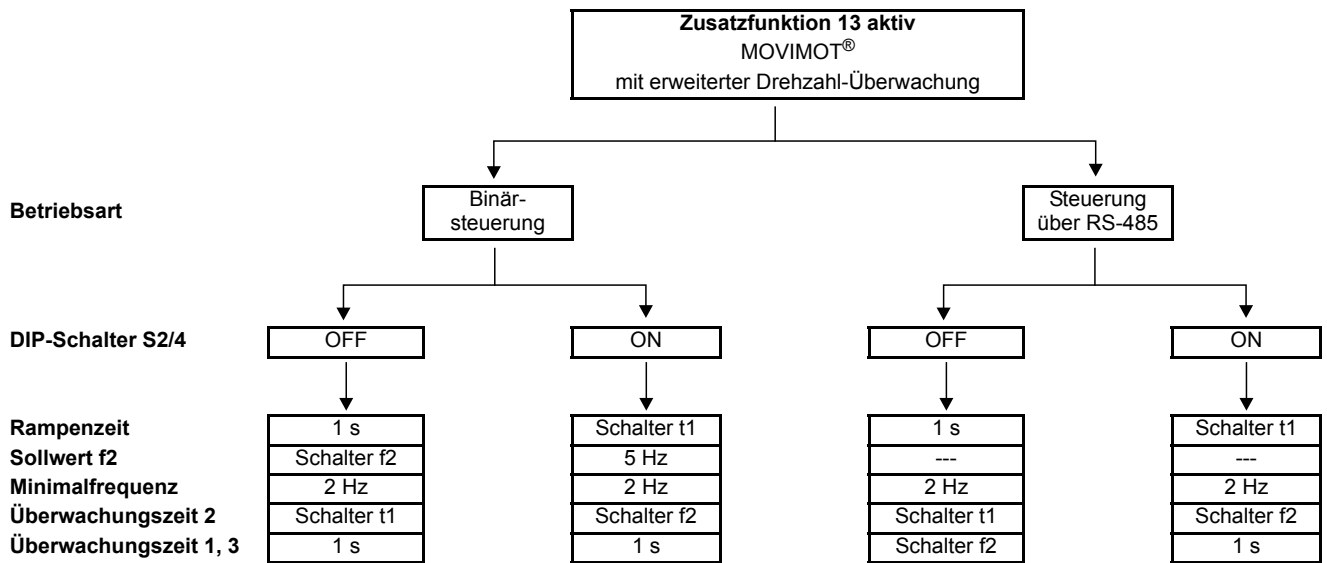 Zusatzfunktion 13 aktiv
MOVIMOT®
mit erweiterter Drehzahl-Überwachung
Betriebsart
Binär-
steuerung
Steuerung
über RS-485
DIP-Schalter S2/4 OFF ON OFF ON
Rampenzeit 1 s Schalter t1 1 s Schalter t1
Sollwert f2 Schalter f2 5 Hz --- ---
Minimalfrequenz 2 Hz 2 Hz 2 Hz 2 Hz
Überwachungszeit 2 Schalter t1 Schalter f2 Schalter t1 Schalter f2
Überwachungszeit 1, 3 1 s 1 s Schalter f2 1 s